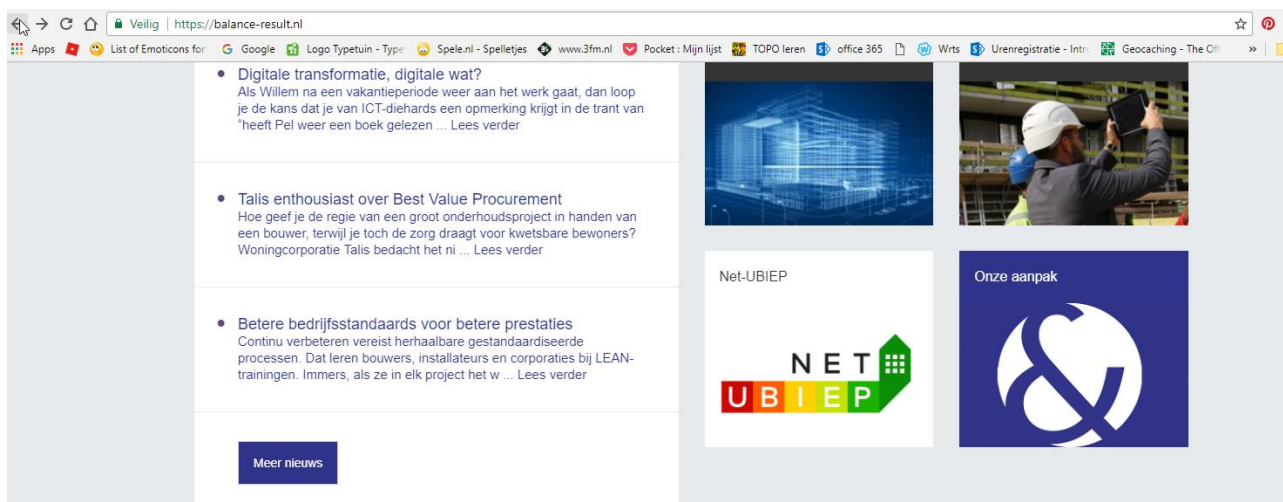 Veilig | https://balance-result.nl
Apps List of Emoticons for Google Logo Typetuin - Type Spele.nl - Spelletjes www.3fm.nl Pocket : Mijn lijst TOPO leren office 365 Wrts Urenregistratie - Intro Geocaching - The Off »
Digitale transformatie, digitale wat?
Als Willem na een vakantieperiode weer aan het werk gaat, dan loop
je de kans dat je van ICT-diehards een opmerking krijgt in de trant van
“heeft Pel weer een boek gelezen ... Lees verder
Talis enthousiast over Best Value Procurement
Hoe geef je de regie van een groot onderhoudsproject in handen van
een bouwer, terwijl je toch de zorg draagt voor kwetsbare bewoners?
Woningcorporatie Talis bedacht het ni ... Lees verder
Betere bedrijfsstandaards voor betere prestaties
Continu verbeteren vereist herhaalbare gestandaardiseerde
processen. Dat leren bouwers, installateurs en corporaties bij LEAN-
trainingen. Immers, als ze in elk project het w ... Lees verder
Meer nieuws
Net-UBIEP
NET
UBIEP
Onze aanpak
&